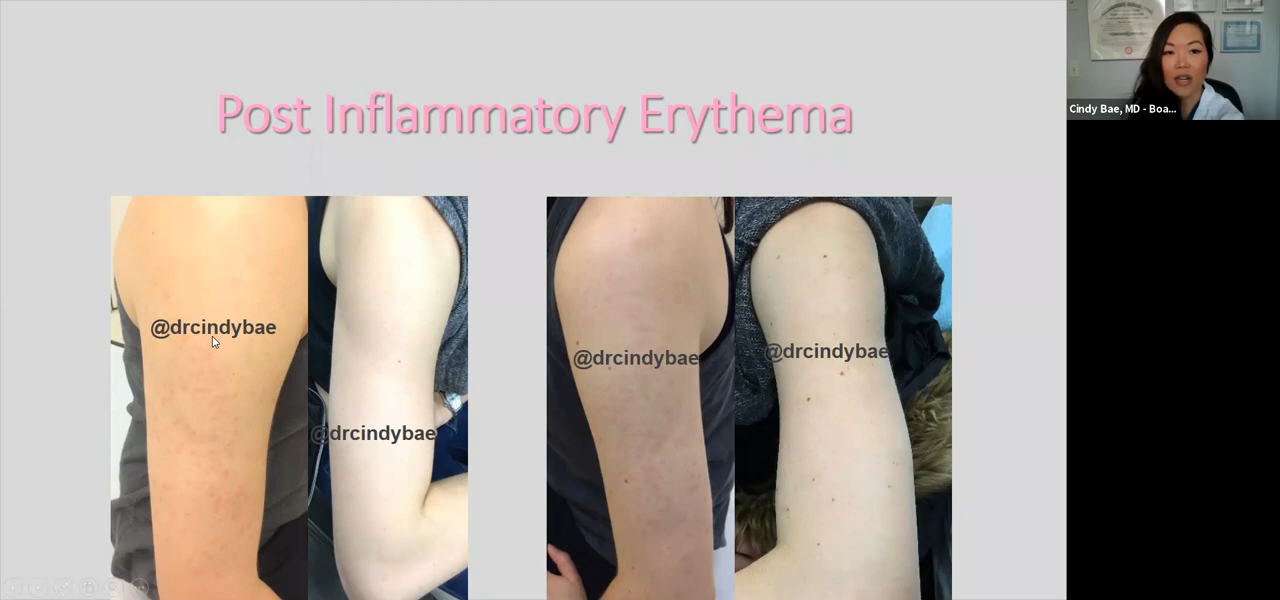 Post Inflammatory Erythema
Cindy Bae, MD - Boa...
@drcindybae
@drcindybae
@drcindybae
@drcindybae